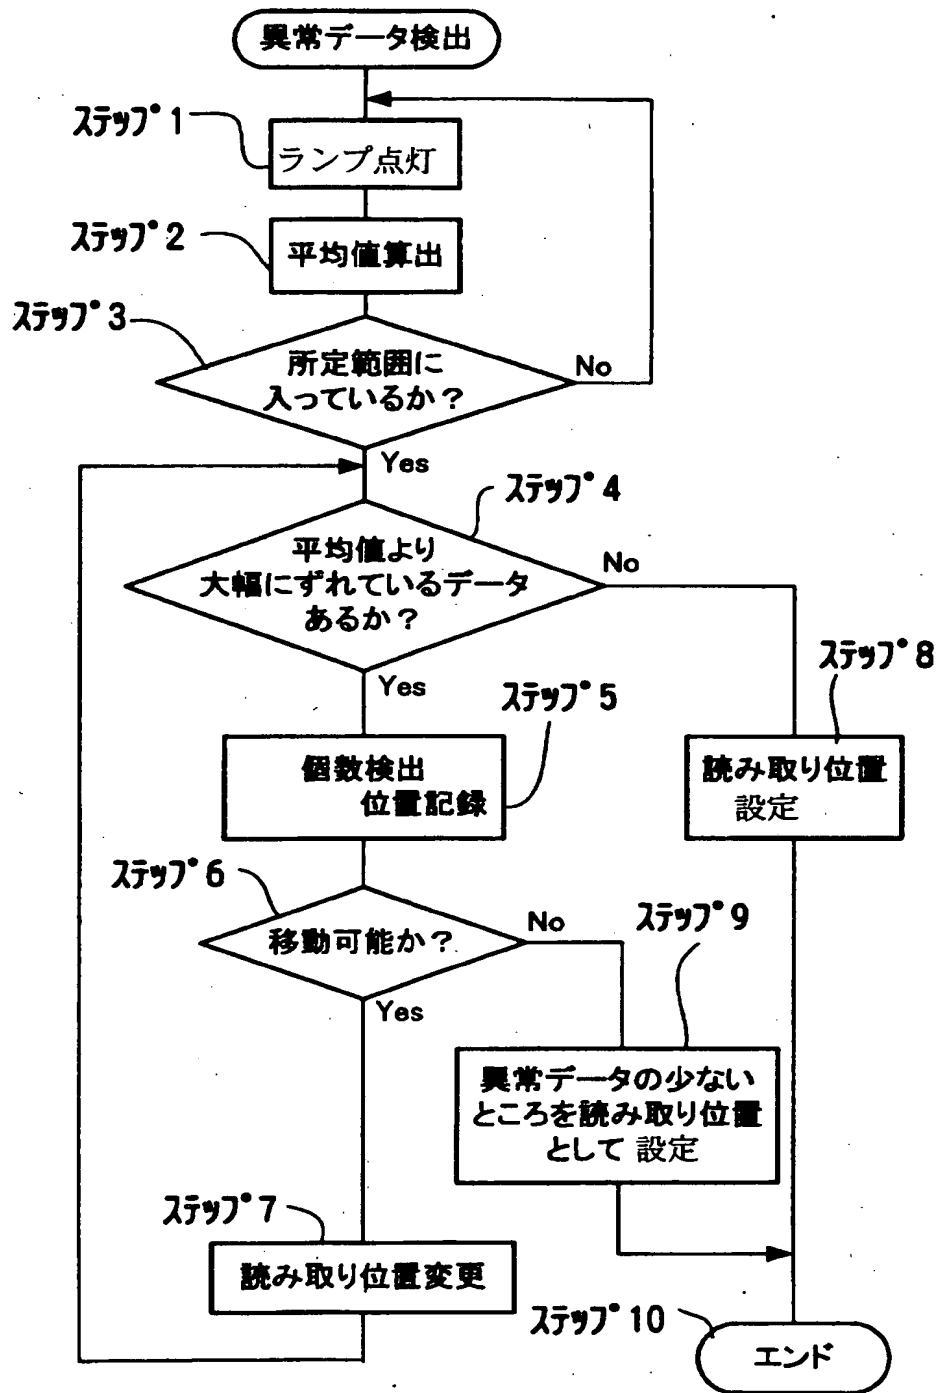 異常データ検出
ステップ1
ランプ点灯
ステップ2
平均値算出
ステップ3
所定範囲に
入っているか？
No
Yes
ステップ4
平均値より
大幅にずれているデータ
あるか？
No
Yes
ステップ5
個数検出
位置記録
ステップ8
読み取り位置
設定
ステップ6
移動可能か？
No
Yes
ステップ9
異常データの少ない
ところを読み取り位置
として 設定
ステップ7
読み取り位置変更
ステップ10
エンド